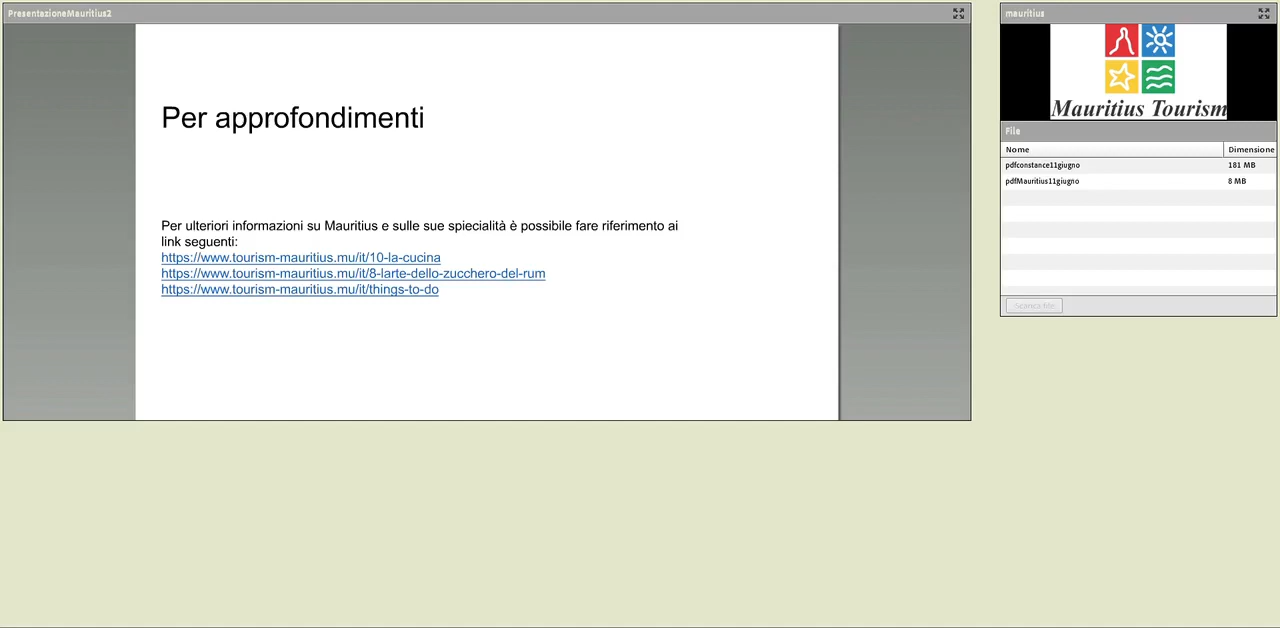 PresentazioneMauritius2
Per approfondimenti
Per ulteriori informazioni su Mauritius e sulle sue spiecialità è possibile fare riferimento ai
link seguenti:
https://www.tourism-mauritius.mu/it/10-la-cucina
https://www.tourism-mauritius.mu/it/8-larte-dello-zucchero-del-rum
https://www.tourism-mauritius.mu/it/things-to-do
mauritius
Mauritius Tourism
File
Nome Dimensione
pdfconstance11giugno 181 MB
pdfMauritius11giugno 8 MB
Scarica file